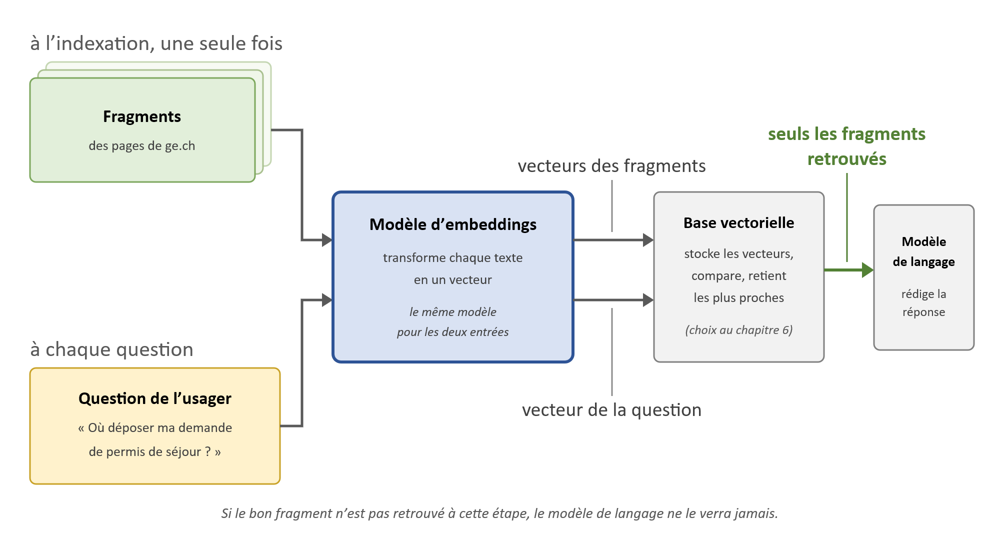 à l’indexation, une seule fois
Fragments
des pages de ge.ch
à chaque question
Question de l’usager
« Où déposer ma demande
de permis de séjour ? »
Modèle d’embeddings
transforme chaque texte
en un vecteur
le même modèle
pour les deux entrées
vecteurs des fragments
vecteur de la question
Base vectorielle
stocke les vecteurs,
compare, retient
les plus proches
(choix au chapitre 6)
seuls les fragments
retrouvés
Modèle
de langage
rédige la
réponse
Si le bon fragment n’est pas retrouvé à cette étape, le modèle de langage ne le verra jamais.